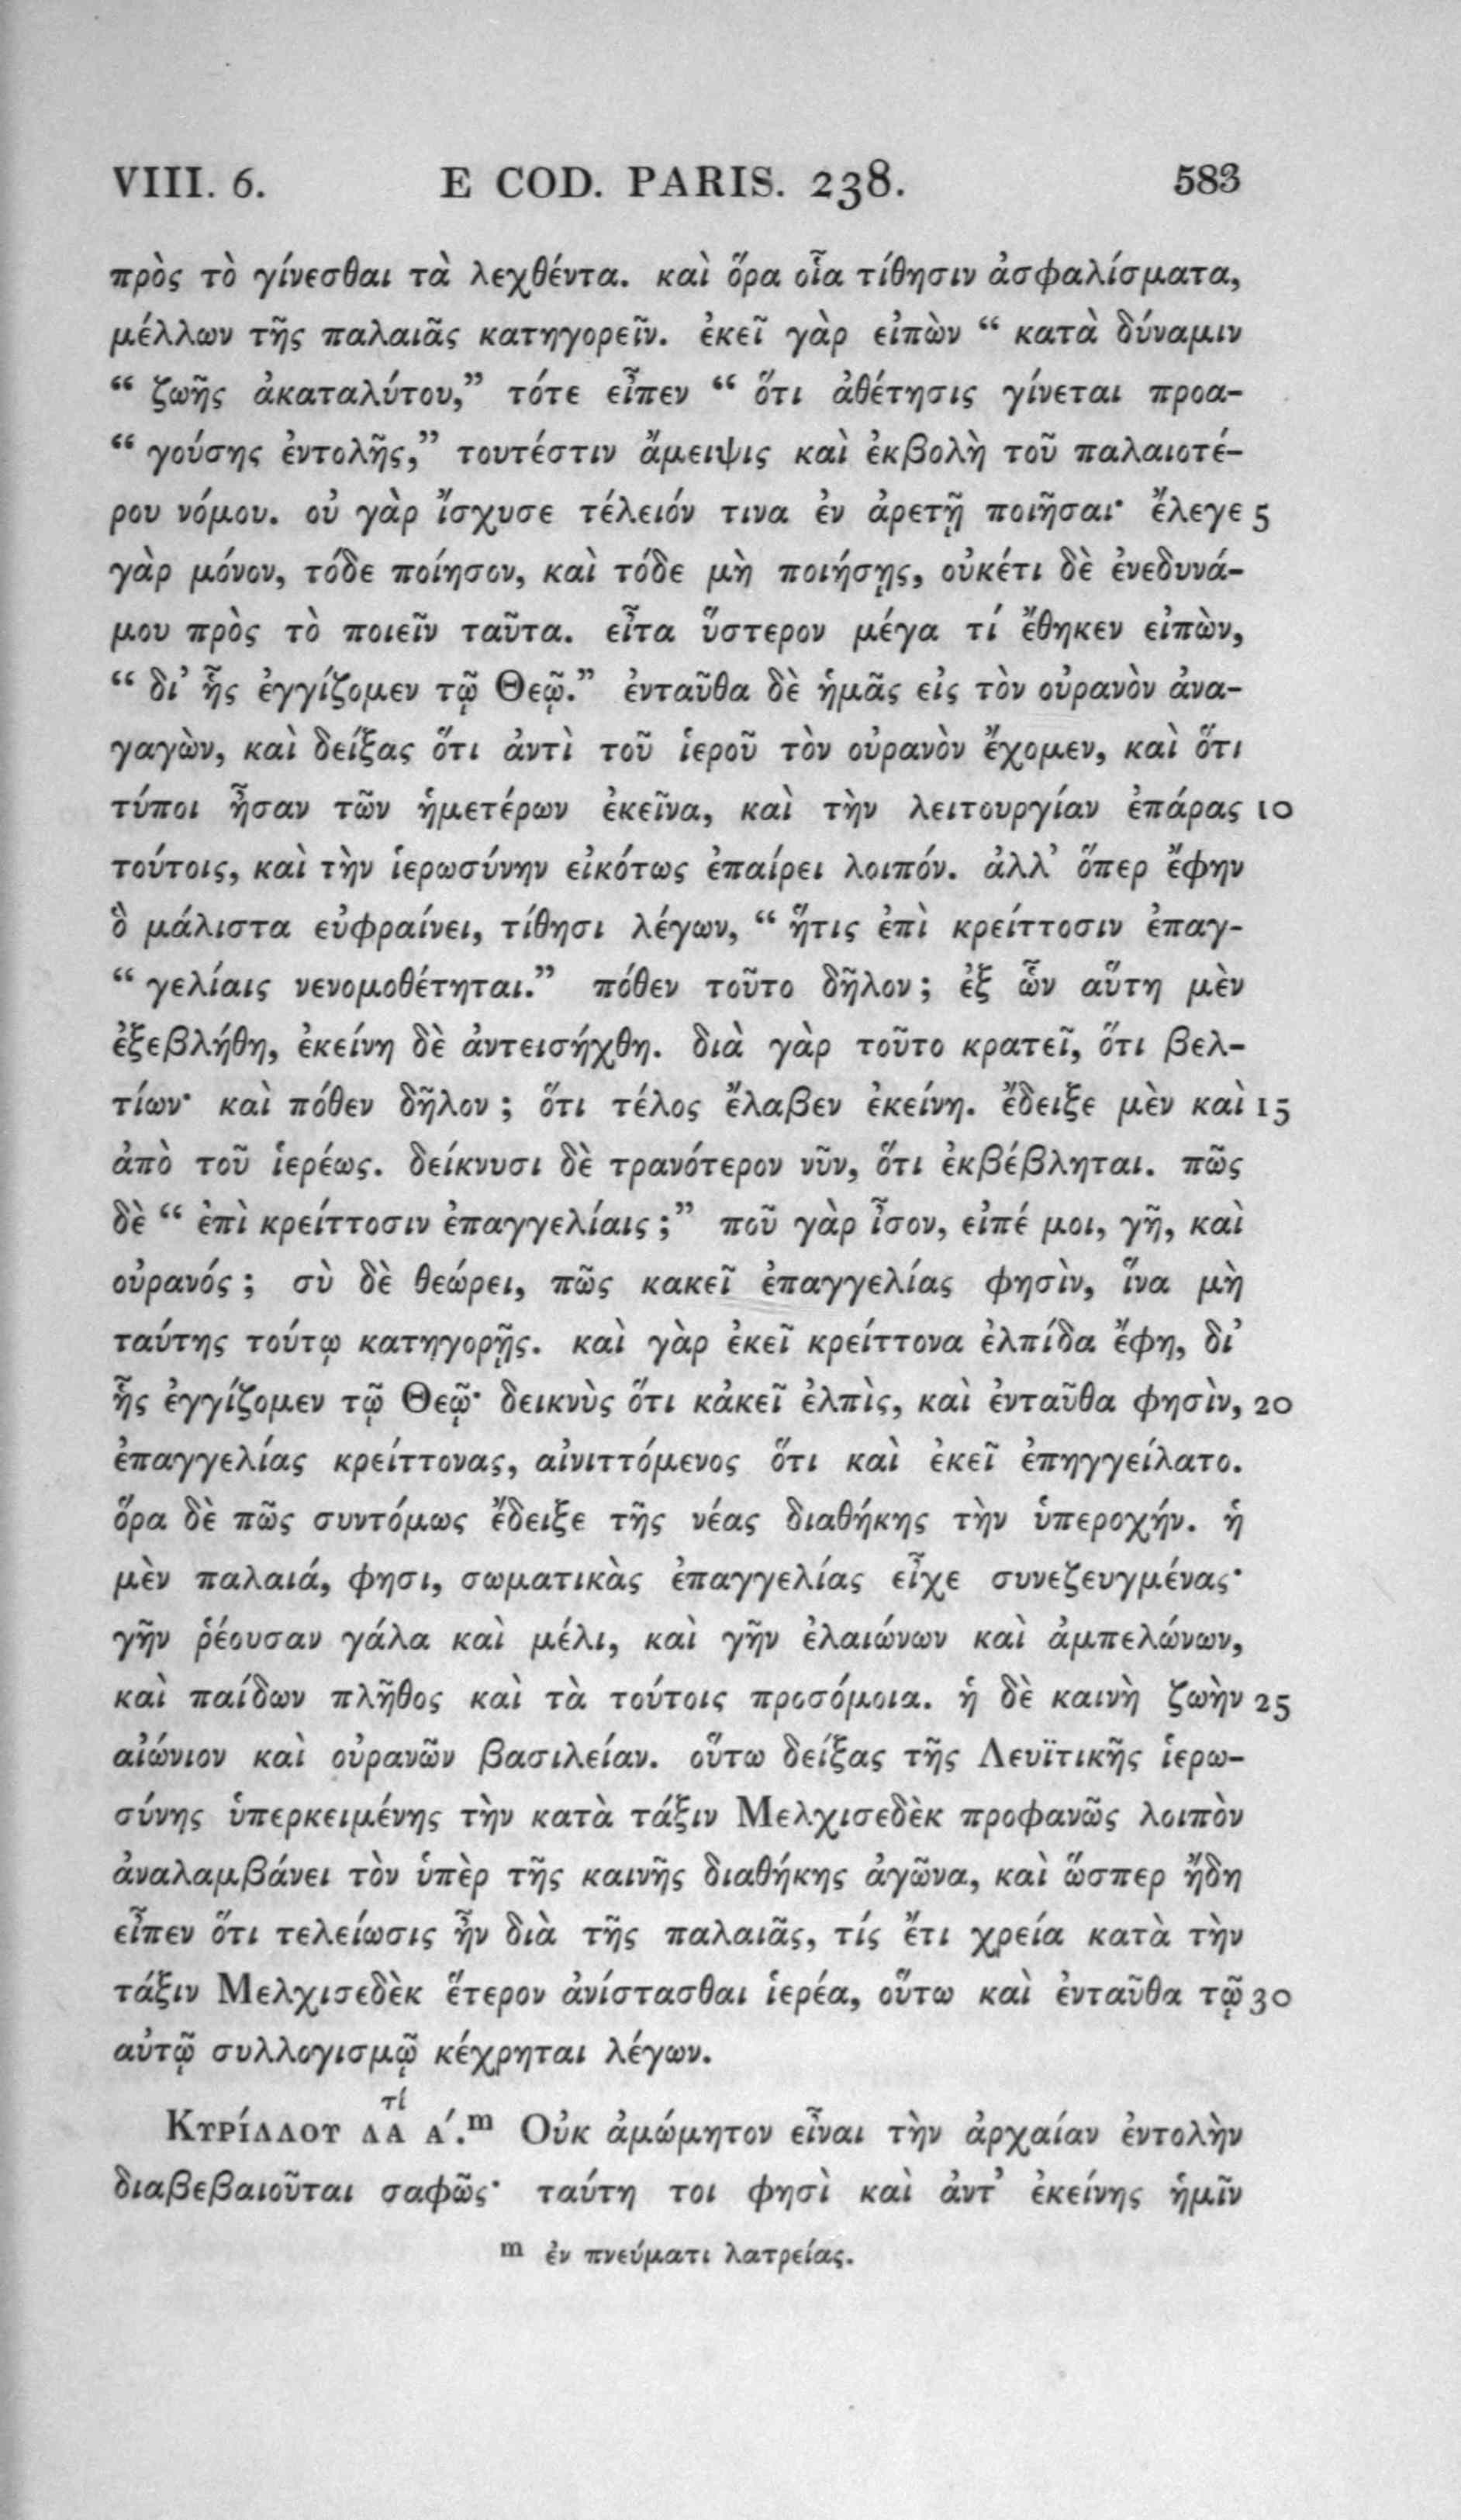 VIII. 6. E COD. PARIS. 238. 583
πρὸς τὸ γίνεσθαι τὰ λεχθέντα. καὶ ὅρα οἷα τίθησιν ἀσφαλίσματα,
μέλλων τῆς παλαιᾶς κατηγορεῖν. ἐκεῖ γὰρ εἰπὼν “ κατὰ δύναμιν
“ ζωῆς ἀκαταλύτου,” τότε εἶπεν “ ὅτι ἀθέτησις γίνεται προα-
“ γούσης ἐντολῆς,” τουτέστιν ἄμειψις καὶ ἐκβολὴ τοῦ παλαιοτέ-
ρου νόμου. οὐ γὰρ ἴσχυσε τέλειόν τινα ἐν ἀρετῇ ποιῆσαι· ἔλεγε 5
γὰρ μόνον, τόδε ποίησον, καὶ τόδε μὴ ποιήσῃς, οὐκέτι δὲ ἐνεδυνά-
μου πρὸς τὸ ποιεῖν ταῦτα. εἶτα ὕστερον μέγα τί ἔθηκεν εἰπὼν,
“ δι’ ἧς ἐγγίζομεν τῷ Θεῷ.” ἐνταῦθα δὲ ἡμᾶς εἰς τὸν οὐρανὸν ἀνα-
γαγὼν, καὶ δείξας ὅτι ἀντὶ τοῦ ἱεροῦ τὸν οὐρανὸν ἔχομεν, καὶ ὅτι
τύποι ἦσαν τῶν ἡμετέρων ἐκεῖνα, καὶ τὴν λειτουργίαν ἐπάρας 10
τούτοις, καὶ τὴν ἱερωσύνην εἰκότως ἐπαίρει λοιπόν. ἀλλ’ ὅπερ ἔφην
ὃ μάλιστα εὐφραίνει, τίθησι λέγων, “ ἥτις ἐπὶ κρείττοσιν ἐπαγ-
“ γελίαις νενομοθέτηται.” πόθεν τοῦτο δῆλον ; ἐξ ὧν αὕτη μὲν
ἐξεβλήθη, ἐκείνη δὲ ἀντεισήχθη. διὰ γὰρ τοῦτο κρατεῖ, ὅτι βελ-
τίων· καὶ πόθεν δῆλον ; ὅτι τέλος ἔλαβεν ἐκείνη. ἔδειξε μὲν καὶ 15
ἀπὸ τοῦ ἱερέως. δείκνυσι δὲ τρανότερον νῦν, ὅτι ἐκβέβληται. πῶς
δὲ “ ἐπὶ κρείττοσιν ἐπαγγελίαις ;” ποῦ γὰρ ἶσον, εἰπέ μοι, γῆ, καὶ
οὐρανός ; σὺ δὲ θεώρει, πῶς κακεῖ ἐπαγγελίας φησὶν, ἵνα μὴ
ταύτης τούτῳ κατηγορῇς. καὶ γὰρ ἐκεῖ κρείττονα ἐλπίδα ἔφη, δι’
ἧς ἐγγίζομεν τῷ Θεῷ· δεικνὺς ὅτι κἀκεῖ ἐλπὶς, καὶ ἐνταῦθα φησὶν, 20
ἐπαγγελίας κρείττονας, αἰνιττόμενος ὅτι καὶ ἐκεῖ ἐπηγγείλατο.
ὅρα δὲ πῶς συντόμως ἔδειξε τῆς νέας διαθήκης τὴν ὑπεροχήν. ἡ
μὲν παλαιά, φησι, σωματικὰς ἐπαγγελίας εἶχε συνεζευγμένας·
γῆν ῥέουσαν γάλα καὶ μέλι, καὶ γῆν ἐλαιώνων καὶ ἀμπελώνων,
καὶ παίδων πλῆθος καὶ τὰ τούτοις προσόμοια. ἡ δὲ καινὴ ζωὴν 25
αἰώνιον καὶ οὐρανῶν βασιλείαν. οὕτω δείξας τῆς Λευϊτικῆς ἱερω-
σύνης ὑπερκειμένης τὴν κατὰ τάξιν Μελχισεδὲκ προφανῶς λοιπὸν
ἀναλαμβάνει τὸν ὑπὲρ τῆς καινῆς διαθήκης ἀγῶνα, καὶ ὥσπερ ἤδη
εἶπεν ὅτι τελείωσις ἦν διὰ τῆς παλαιᾶς, τίς ἔτι χρεία κατὰ τὴν
τάξιν Μελχισεδὲκ ἕτερον ἀνίστασθαι ἱερέα, οὕτω καὶ ἐνταῦθα τῷ 30
αὐτῷ συλλογισμῷ κέχρηται λέγων.
ΚΥΡΊΛΛΟΥ ΛΑ τί Α΄.ᵐ Οὐκ ἀμώμητον εἶναι τὴν ἀρχαίαν ἐντολὴν
διαβεβαιοῦται σαφῶς· ταύτη τοι φησὶ καὶ ἀντ’ ἐκείνης ἡμῖν
ᵐ ἐν πνεύματι λατρείας.